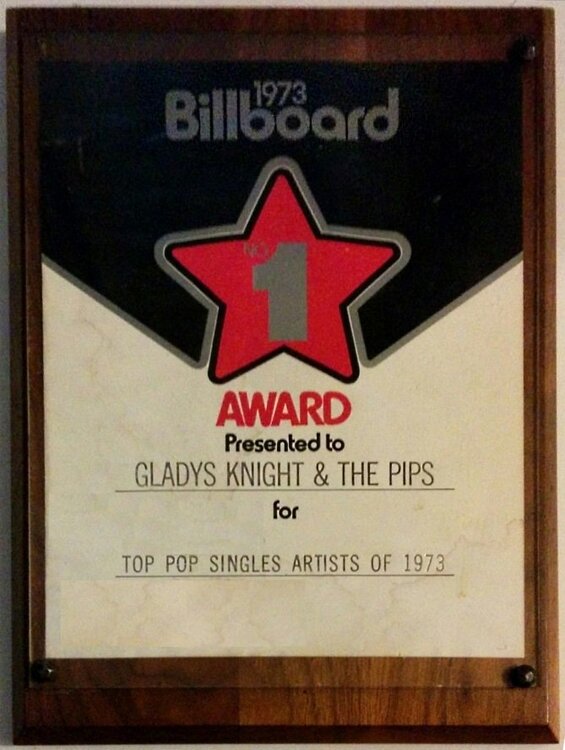 1973
Billboard
NO.
1
AWARD
Presented to
GLADYS KNIGHT & THE PIPS
for
TOP POP SINGLES ARTISTS OF 1973